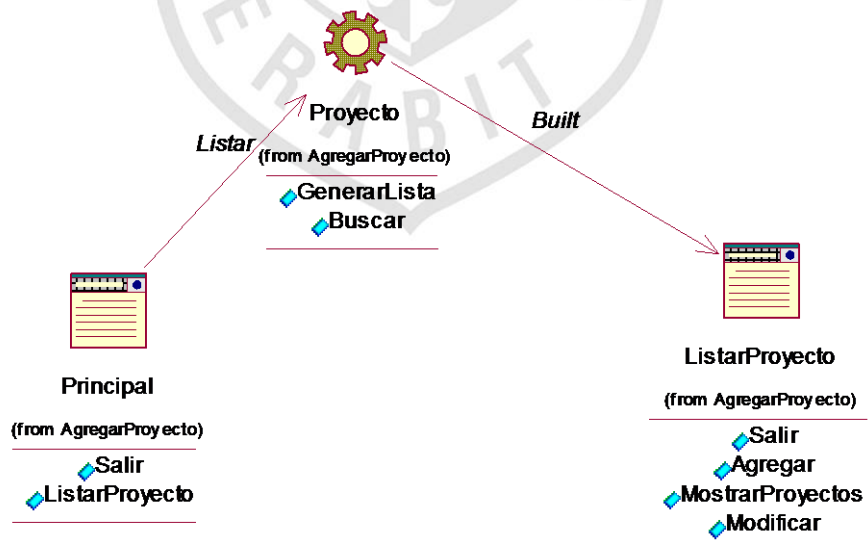 ERABIT
Proyecto
Built
Listar
(from AgregarProyecto)
GenerarLista
Buscar
ListarProyecto
Principal
(from AgregarProyecto)
(from AgregarProyecto)
Salir
Salir
Agregar
ListarProyecto
MostrarProyectos
Modificar